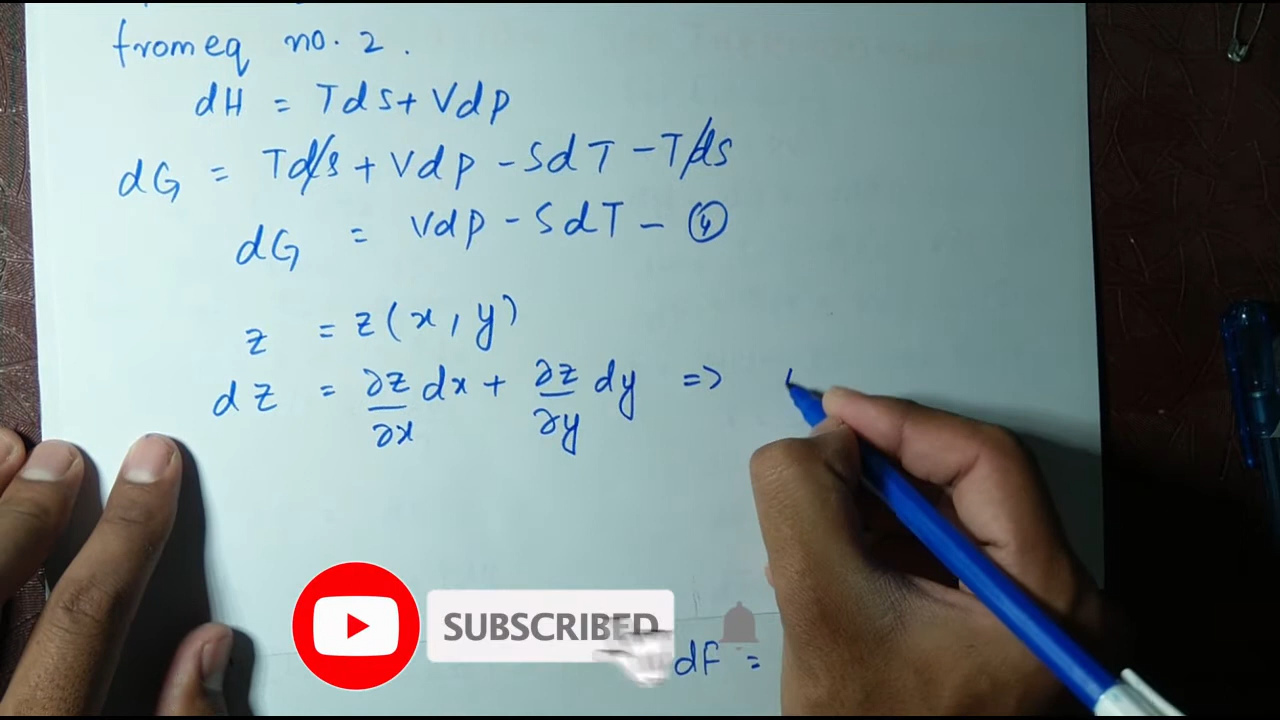 from eq no. 2.
dH = Tds + Vdp
dG = Tds + Vdp - SdT - Tds
dG = Vdp - SdT - ④
z = z(x, y)
dz = ∂z/∂x dx + ∂z/∂y dy =>
SUBSCRIBED
dF =